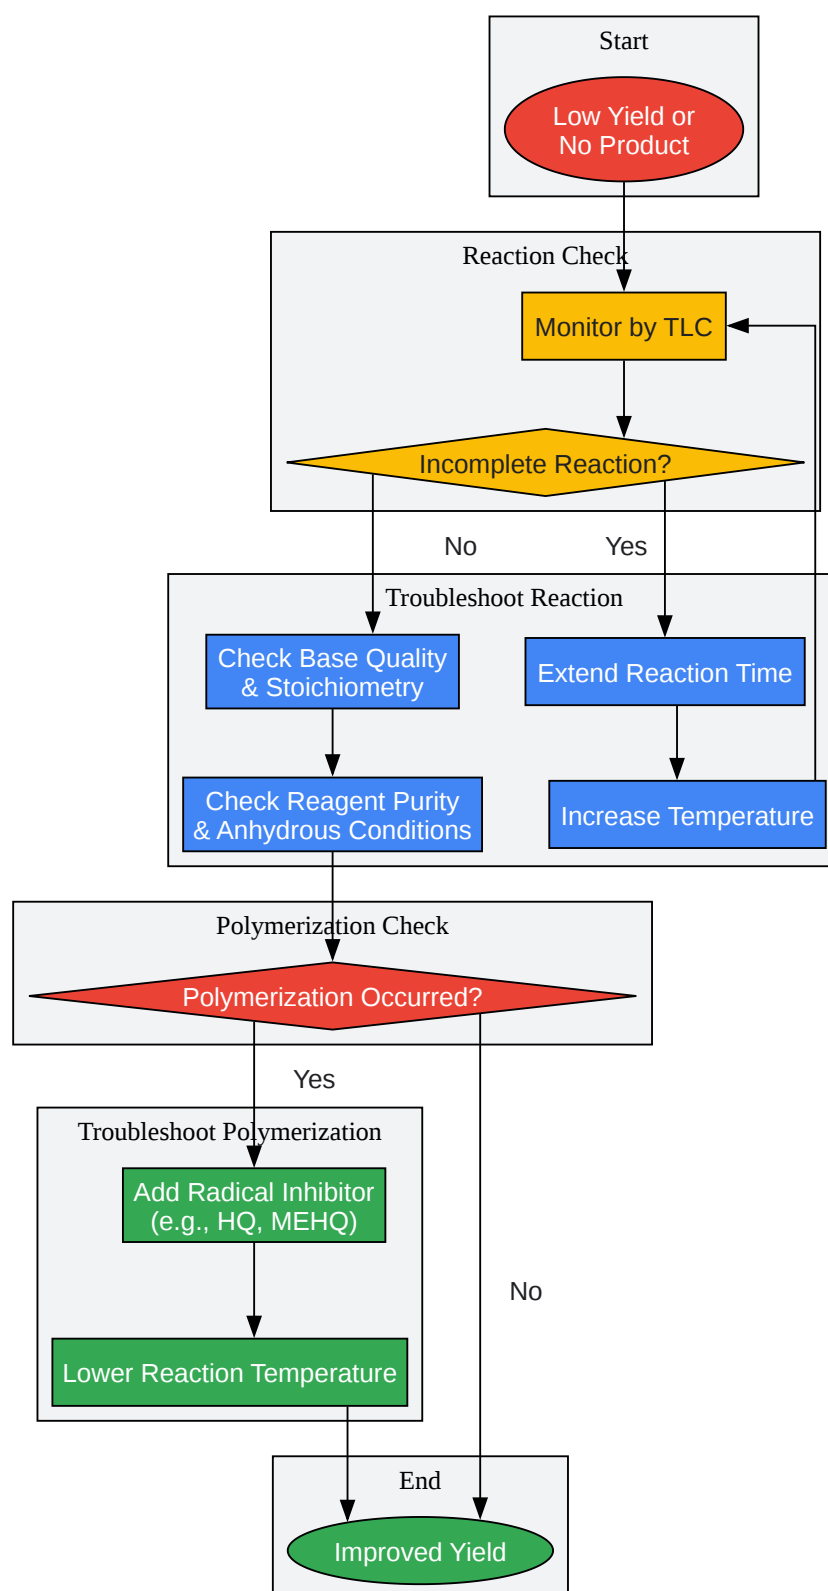 Start
Low Yield or
No Product
Reaction Check
Monitor by TLC
Incomplete Reaction?
No
Yes
Troubleshoot Reaction
Check Base Quality
& Stoichiometry
Extend Reaction Time
Check Reagent Purity
& Anhydrous Conditions
Increase Temperature
Polymerization Check
Polymerization Occurred?
Yes
Troubleshoot Polymerization
Add Radical Inhibitor
(e.g., HQ, MEHQ)
No
Lower Reaction Temperature
End
Improved Yield